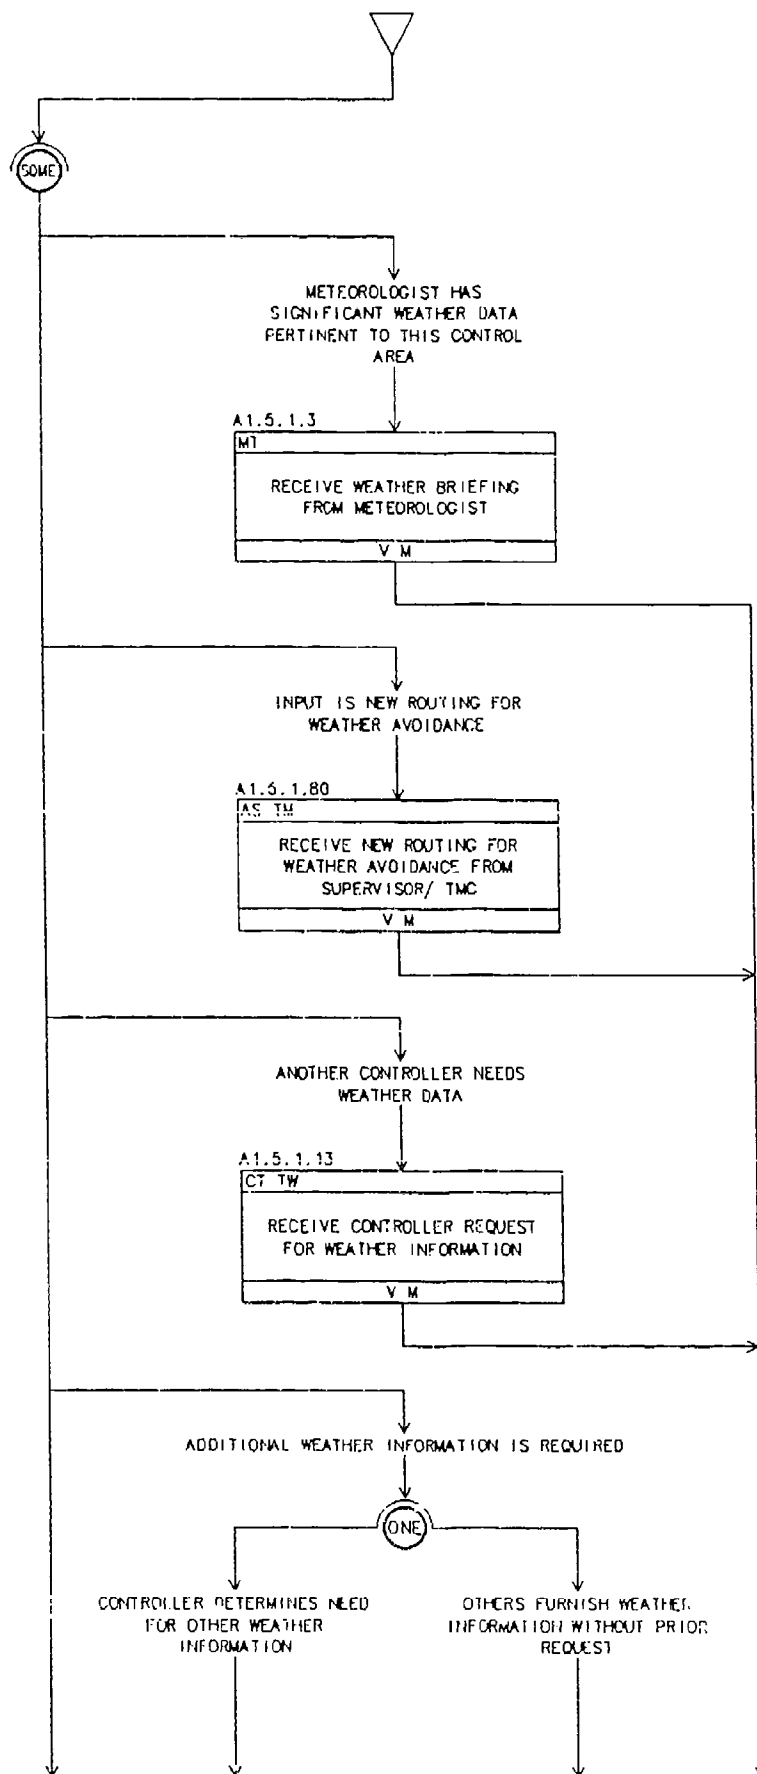 SOME
METEOROLOGIST HAS
SIGNIFICANT WEATHER DATA
PERTINENT TO THIS CONTROL
AREA
A1.5.1.3
MT
RECEIVE WEATHER BRIEFING
FROM METEOROLOGIST
V M
INPUT IS NEW ROUTING FOR
WEATHER AVOIDANCE
A1.5.1.80
AS TM
RECEIVE NEW ROUTING FOR
WEATHER AVOIDANCE FROM
SUPERVISOR/ TMC
V M
ANOTHER CONTROLLER NEEDS
WEATHER DATA
A1.5.1.13
CT TW
RECEIVE CONTROLLER REQUEST
FOR WEATHER INFORMATION
V M
ADDITIONAL WEATHER INFORMATION IS REQUIRED
ONE
CONTROLLER DETERMINES NEED
FOR OTHER WEATHER
INFORMATION
OTHERS FURNISH WEATHER
INFORMATION WITHOUT PRIOR
REQUEST